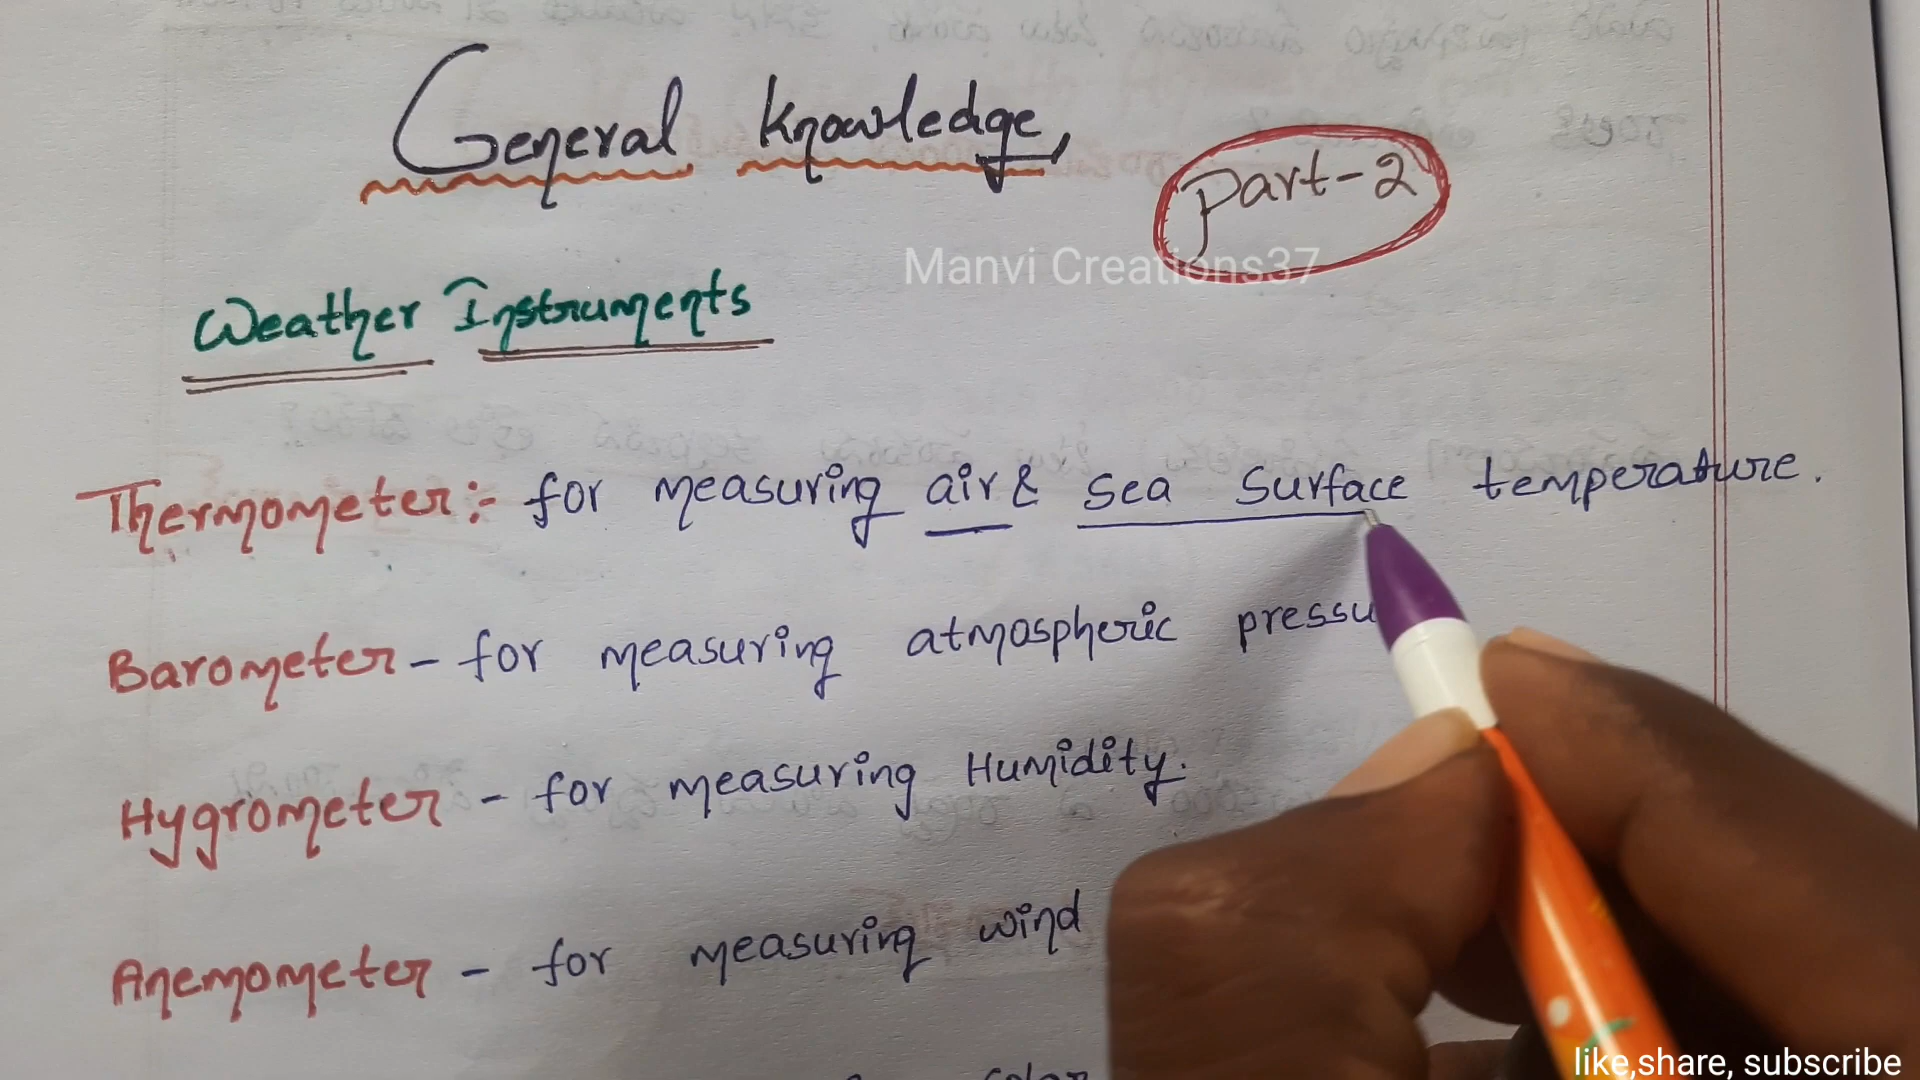 General Knowledge,
Part-2
Manvi Creations37
Weather Instruments
Thermometer:- for measuring air & sea surface temperature.
Barometer - for measuring atmospheric pressu
Hygrometer - for measuring Humidity.
Anemometer - for measuring wind
like,share, subscribe